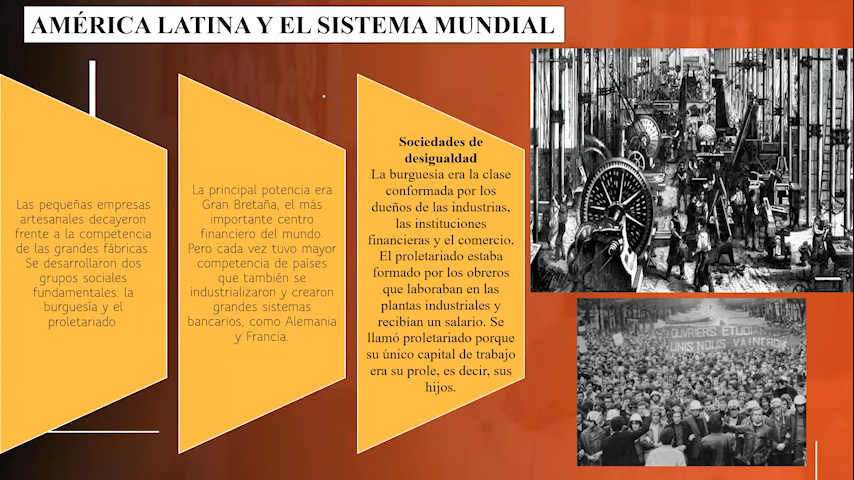 AMÉRICA LATINA Y EL SISTEMA MUNDIAL
Las pequeñas empresas
artesanales decayeron
frente a la competencia
de las grandes fábricas.
Se desarrollaron dos
grupos sociales
fundamentales: la
burguesía y el
proletariado.
La principal potencia era
Gran Bretaña, el más
importante centro
financiero del mundo.
Pero cada vez tuvo mayor
competencia de países
que también se
industrializaron y crearon
grandes sistemas
bancarios, como Alemania
y Francia.
Sociedades de
desigualdad
La burguesía era la clase
conformada por los
dueños de las industrias,
las instituciones
financieras y el comercio.
El proletariado estaba
formado por los obreros
que laboraban en las
plantas industriales y
recibían un salario. Se
llamó proletariado porque
su único capital de trabajo
era su prole, es decir, sus
hijos.
OUVRIERS ETUDIAN
UNIS NOUS VAINCRONS